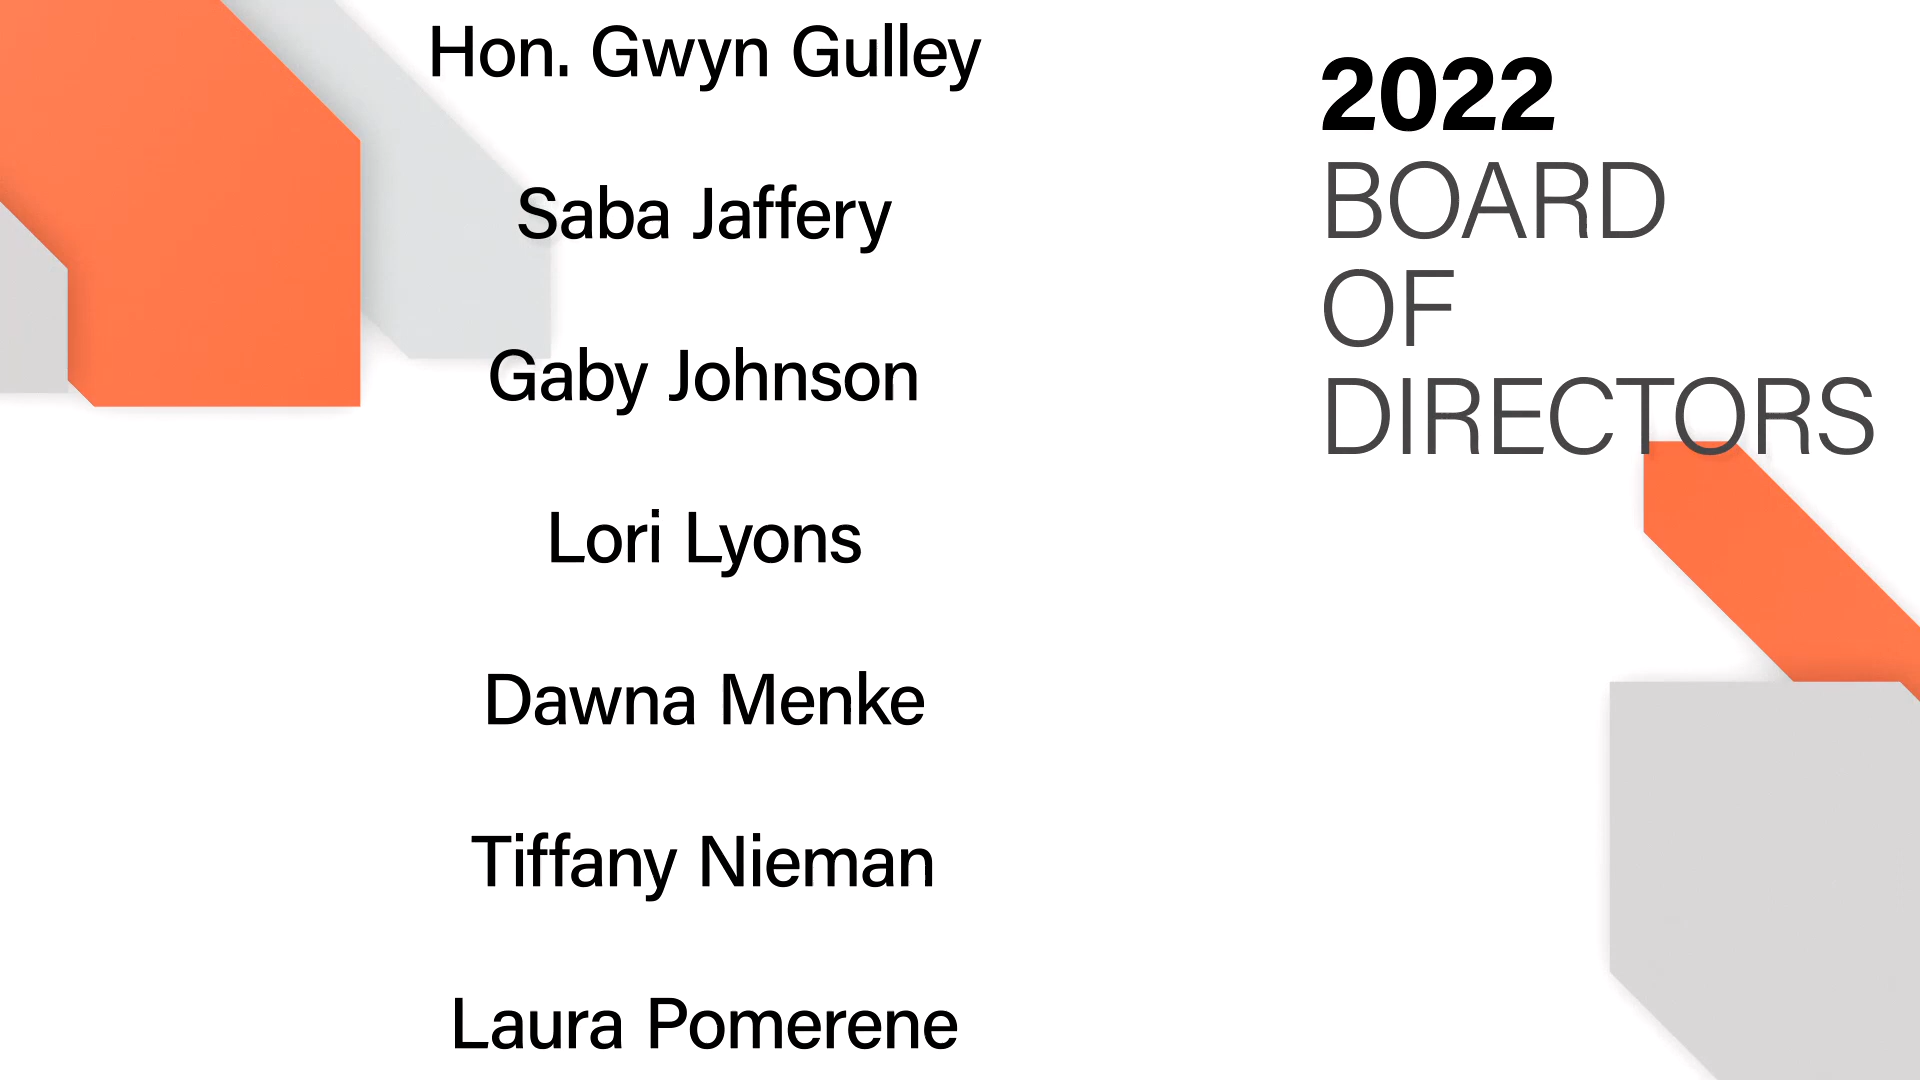 Hon. Gwyn Gulley
Saba Jaffery
Gaby Johnson
Lori Lyons
Dawna Menke
Tiffany Nieman
Laura Pomerene
2022
BOARD
OF
DIRECTORS